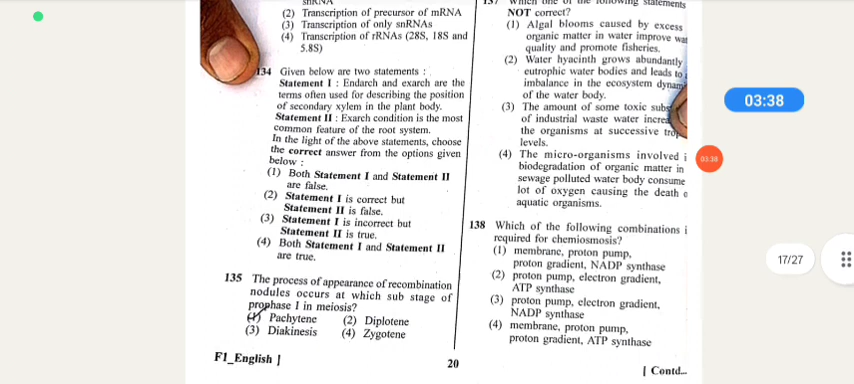 (2) Transcription of precursor of mRNA
(3) Transcription of only snRNAs
(4) Transcription of rRNAs (28S, 18S and
5.8S)
134 Given below are two statements :
Statement I : Endarch and exarch are the
terms often used for describing the position
of secondary xylem in the plant body.
Statement II : Exarch condition is the most
common feature of the root system.
In the light of the above statements, choose
the correct answer from the options given
below :
(1) Both Statement I and Statement II
are false.
(2) Statement I is correct but
Statement II is false.
(3) Statement I is incorrect but
Statement II is true.
(4) Both Statement I and Statement II
are true.
135 The process of appearance of recombination
nodules occurs at which sub stage of
prophase I in meiosis?
(1) Pachytene (2) Diplotene
(3) Diakinesis (4) Zygotene
137 Which one of the following statements
NOT correct?
(1) Algal blooms caused by excess
organic matter in water improve
quality and promote fisheries.
(2) Water hyacinth grows abundantly
eutrophic water bodies and leads to
imbalance in the ecosystem
of the water body.
(3) The amount of some toxic
of industrial waste water
the organisms at successive
levels.
(4) The micro-organisms involved i
biodegradation of organic matter in
sewage polluted water body consume
lot of oxygen causing the death o
aquatic organisms.
138 Which of the following combinations i
required for chemiosmosis?
(1) membrane, proton pump,
proton gradient, NADP synthase
(2) proton pump, electron gradient,
ATP synthase
(3) proton pump, electron gradient,
NADP synthase
(4) membrane, proton pump,
proton gradient, ATP synthase
F1_English ]
20
[ Contd...
03:38
03:38
17/27